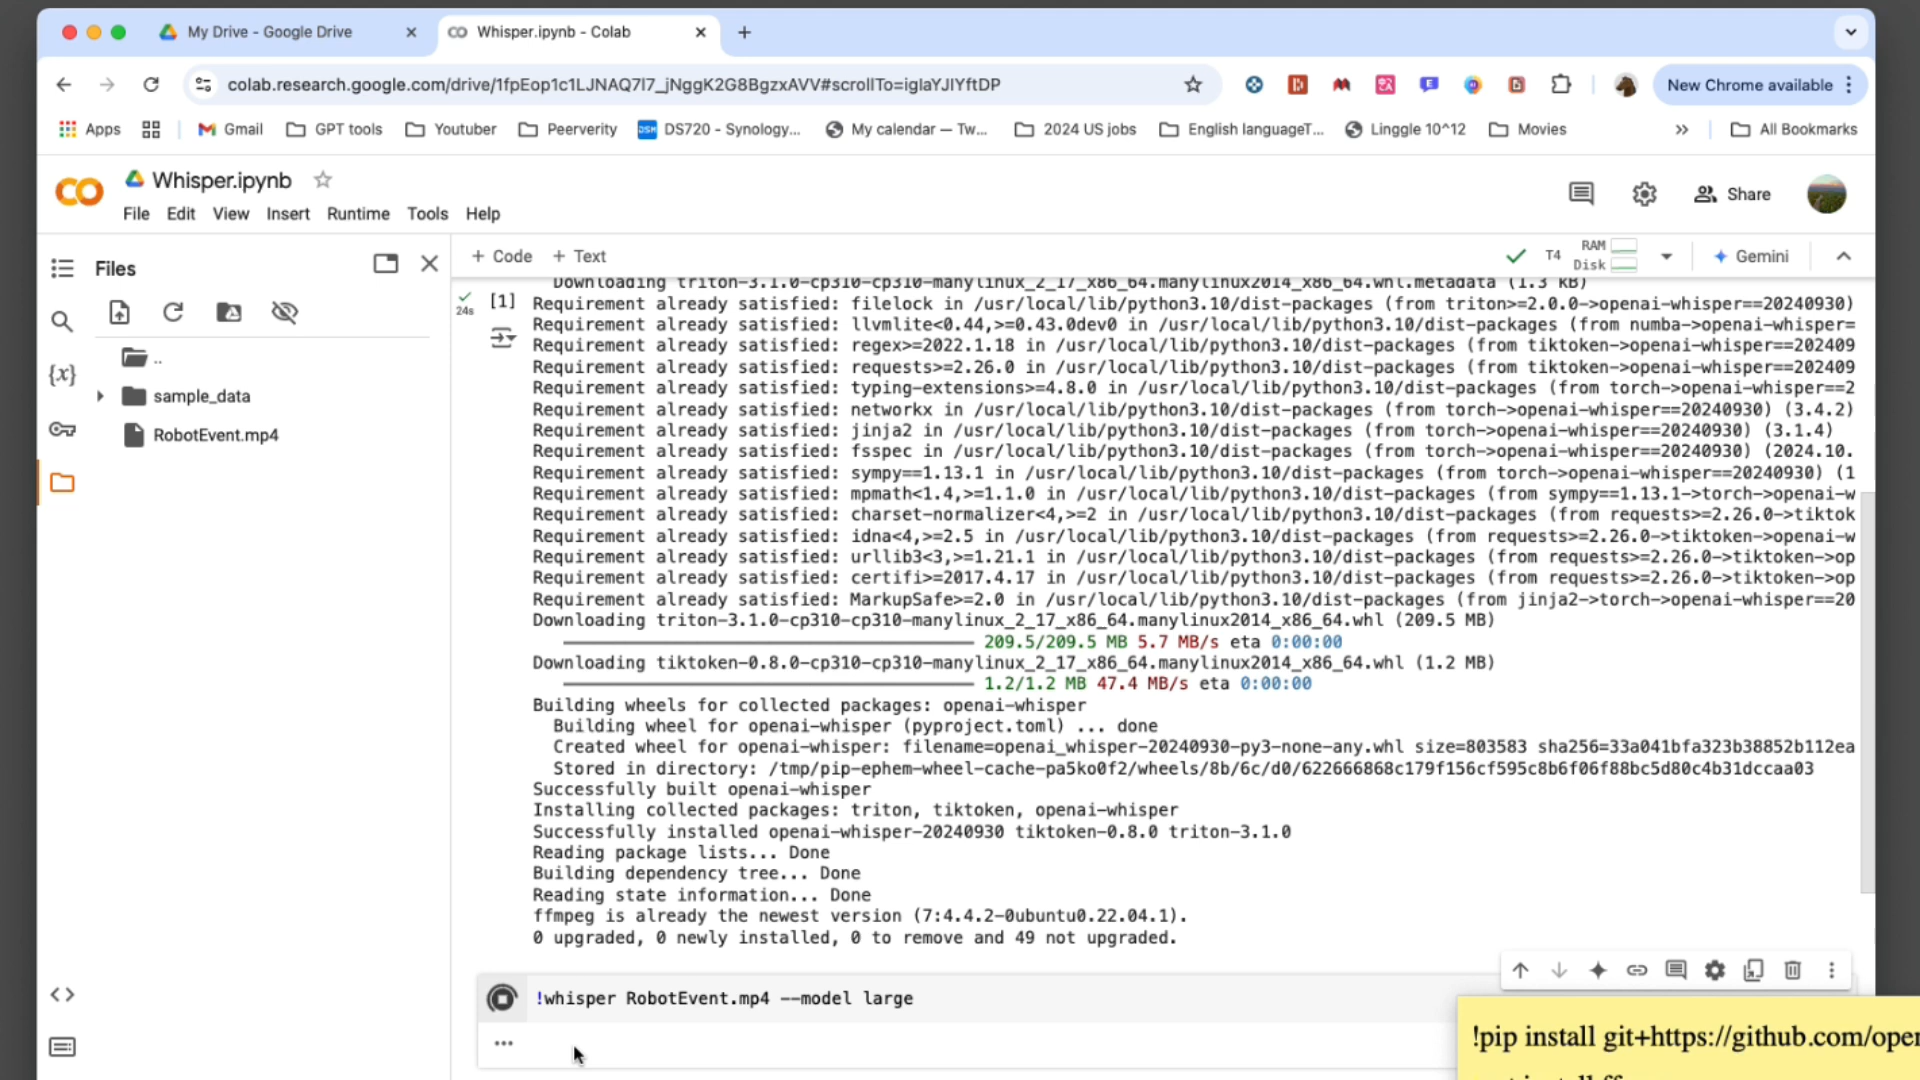 My Drive - Google Drive
Whisper.ipynb - Colab
colab.research.google.com/drive/1fpEop1c1LJNAQ7l7_jNggK2G8BgzxAVV#scrollTo=iglaYJlYftDP
New Chrome available
Apps
Gmail
GPT tools
Youtuber
Peerverity
DSM
DS720 - Synology...
My calendar — Tw...
2024 US jobs
English languageT...
Linggle 10^12
Movies
All Bookmarks
CO
Whisper.ipynb
Share
File Edit View Insert Runtime Tools Help
Files
+ Code + Text
T4
RAM
Disk
Gemini
..
sample_data
RobotEvent.mp4
{x}
24s
[1]
Downloading triton-3.1.0-cp310-cp310-manylinux_2_17_x86_64.manylinux2014_x86_64.whl.metadata (1.3 kB)
Requirement already satisfied: filelock in /usr/local/lib/python3.10/dist-packages (from triton>=2.0.0->openai-whisper==20240930)
Requirement already satisfied: llvmlite<0.44,>=0.43.0dev0 in /usr/local/lib/python3.10/dist-packages (from numba->openai-whisper=
Requirement already satisfied: regex>=2022.1.18 in /usr/local/lib/python3.10/dist-packages (from tiktoken->openai-whisper==202409
Requirement already satisfied: requests>=2.26.0 in /usr/local/lib/python3.10/dist-packages (from tiktoken->openai-whisper==202409
Requirement already satisfied: typing-extensions>=4.8.0 in /usr/local/lib/python3.10/dist-packages (from torch->openai-whisper==2
Requirement already satisfied: networkx in /usr/local/lib/python3.10/dist-packages (from torch->openai-whisper==20240930) (3.4.2)
Requirement already satisfied: jinja2 in /usr/local/lib/python3.10/dist-packages (from torch->openai-whisper==20240930) (3.1.4)
Requirement already satisfied: fsspec in /usr/local/lib/python3.10/dist-packages (from torch->openai-whisper==20240930) (2024.10.
Requirement already satisfied: sympy==1.13.1 in /usr/local/lib/python3.10/dist-packages (from torch->openai-whisper==20240930) (1
Requirement already satisfied: mpmath<1.4,>=1.1.0 in /usr/local/lib/python3.10/dist-packages (from sympy==1.13.1->torch->openai-w
Requirement already satisfied: charset-normalizer<4,>=2 in /usr/local/lib/python3.10/dist-packages (from requests>=2.26.0->tiktok
Requirement already satisfied: idna<4,>=2.5 in /usr/local/lib/python3.10/dist-packages (from requests>=2.26.0->tiktoken->openai-w
Requirement already satisfied: urllib3<3,>=1.21.1 in /usr/local/lib/python3.10/dist-packages (from requests>=2.26.0->tiktoken->op
Requirement already satisfied: certifi>=2017.4.17 in /usr/local/lib/python3.10/dist-packages (from requests>=2.26.0->tiktoken->op
Requirement already satisfied: MarkupSafe>=2.0 in /usr/local/lib/python3.10/dist-packages (from jinja2->torch->openai-whisper==20
Downloading triton-3.1.0-cp310-cp310-manylinux_2_17_x86_64.manylinux2014_x86_64.whl (209.5 MB)
209.5/209.5 MB 5.7 MB/s eta 0:00:00
Downloading tiktoken-0.8.0-cp310-cp310-manylinux_2_17_x86_64.manylinux2014_x86_64.whl (1.2 MB)
1.2/1.2 MB 47.4 MB/s eta 0:00:00
Building wheels for collected packages: openai-whisper
Building wheel for openai-whisper (pyproject.toml) ... done
Created wheel for openai-whisper: filename=openai_whisper-20240930-py3-none-any.whl size=803583 sha256=33a041bfa323b38852b112ea
Stored in directory: /tmp/pip-ephem-wheel-cache-pa5ko0f2/wheels/8b/6c/d0/622666868c179f156cf595c8b6f06f88bc5d80c4b31dccaa03
Successfully built openai-whisper
Installing collected packages: triton, tiktoken, openai-whisper
Successfully installed openai-whisper-20240930 tiktoken-0.8.0 triton-3.1.0
Reading package lists... Done
Building dependency tree... Done
Reading state information... Done
ffmpeg is already the newest version (7:4.4.2-0ubuntu0.22.04.1).
0 upgraded, 0 newly installed, 0 to remove and 49 not upgraded.
!whisper RobotEvent.mp4 --model large
...
!pip install git+https://github.com/oper